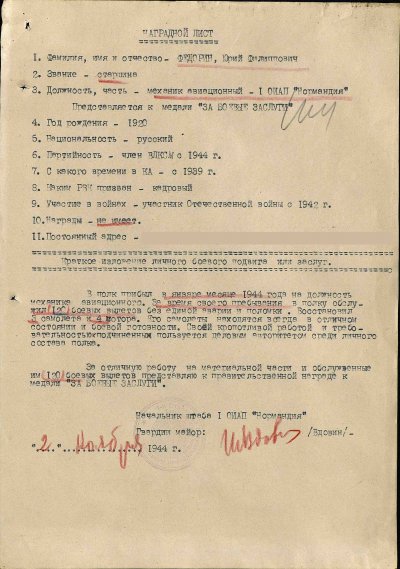 НАГРАДНОЙ ЛИСТ
1. Фамилия, имя и отчество- ФЕДОРИН, Юрий Филиппович
2. Звание - старшина
3. Должность, часть - механик авиационный - I ОИАП "Нормандия"
Представляется к медали "ЗА БОЕВЫЕ ЗАСЛУГИ"
4. Год рождения - 1920
5. Национальность - русский
6. Партийность - член ВЛКСМ с 1944 г.
7. С какого времени в КА - с 1939 г.
8. Каким РВК призван - кадровый
9. Участие в войнах - участник Отечественной войны с 1942 г.
10. Награды - не имеет.
11. Постоянный адрес -
Краткое изложение личного боевого подвига или заслуг.
В полк прибыл в январе месяце 1944 года на должность
механика авиационного. За время своего пребывания в полку обслу-
жил (120) боевых вылетов без единой аварии и поломки. Восстановил
3 самолета и 4 мотора. Его самолеты находятся всегда в отличном
состоянии и боевой готовности. Своей кропотливой работой и требо-
вательностью подчиненных пользуется деловым авторитетом среди личного
состава полка.
За отличную работу на материальной части и обслуженные
им (120) боевых вылетов представляю к правительственной награде к
медали "ЗА БОЕВЫЕ ЗАСЛУГИ".
Начальник штаба I ОИАП "Нормандия"
Гвардии майор: /Вдовин/-
"2." Ноября 1944 г.